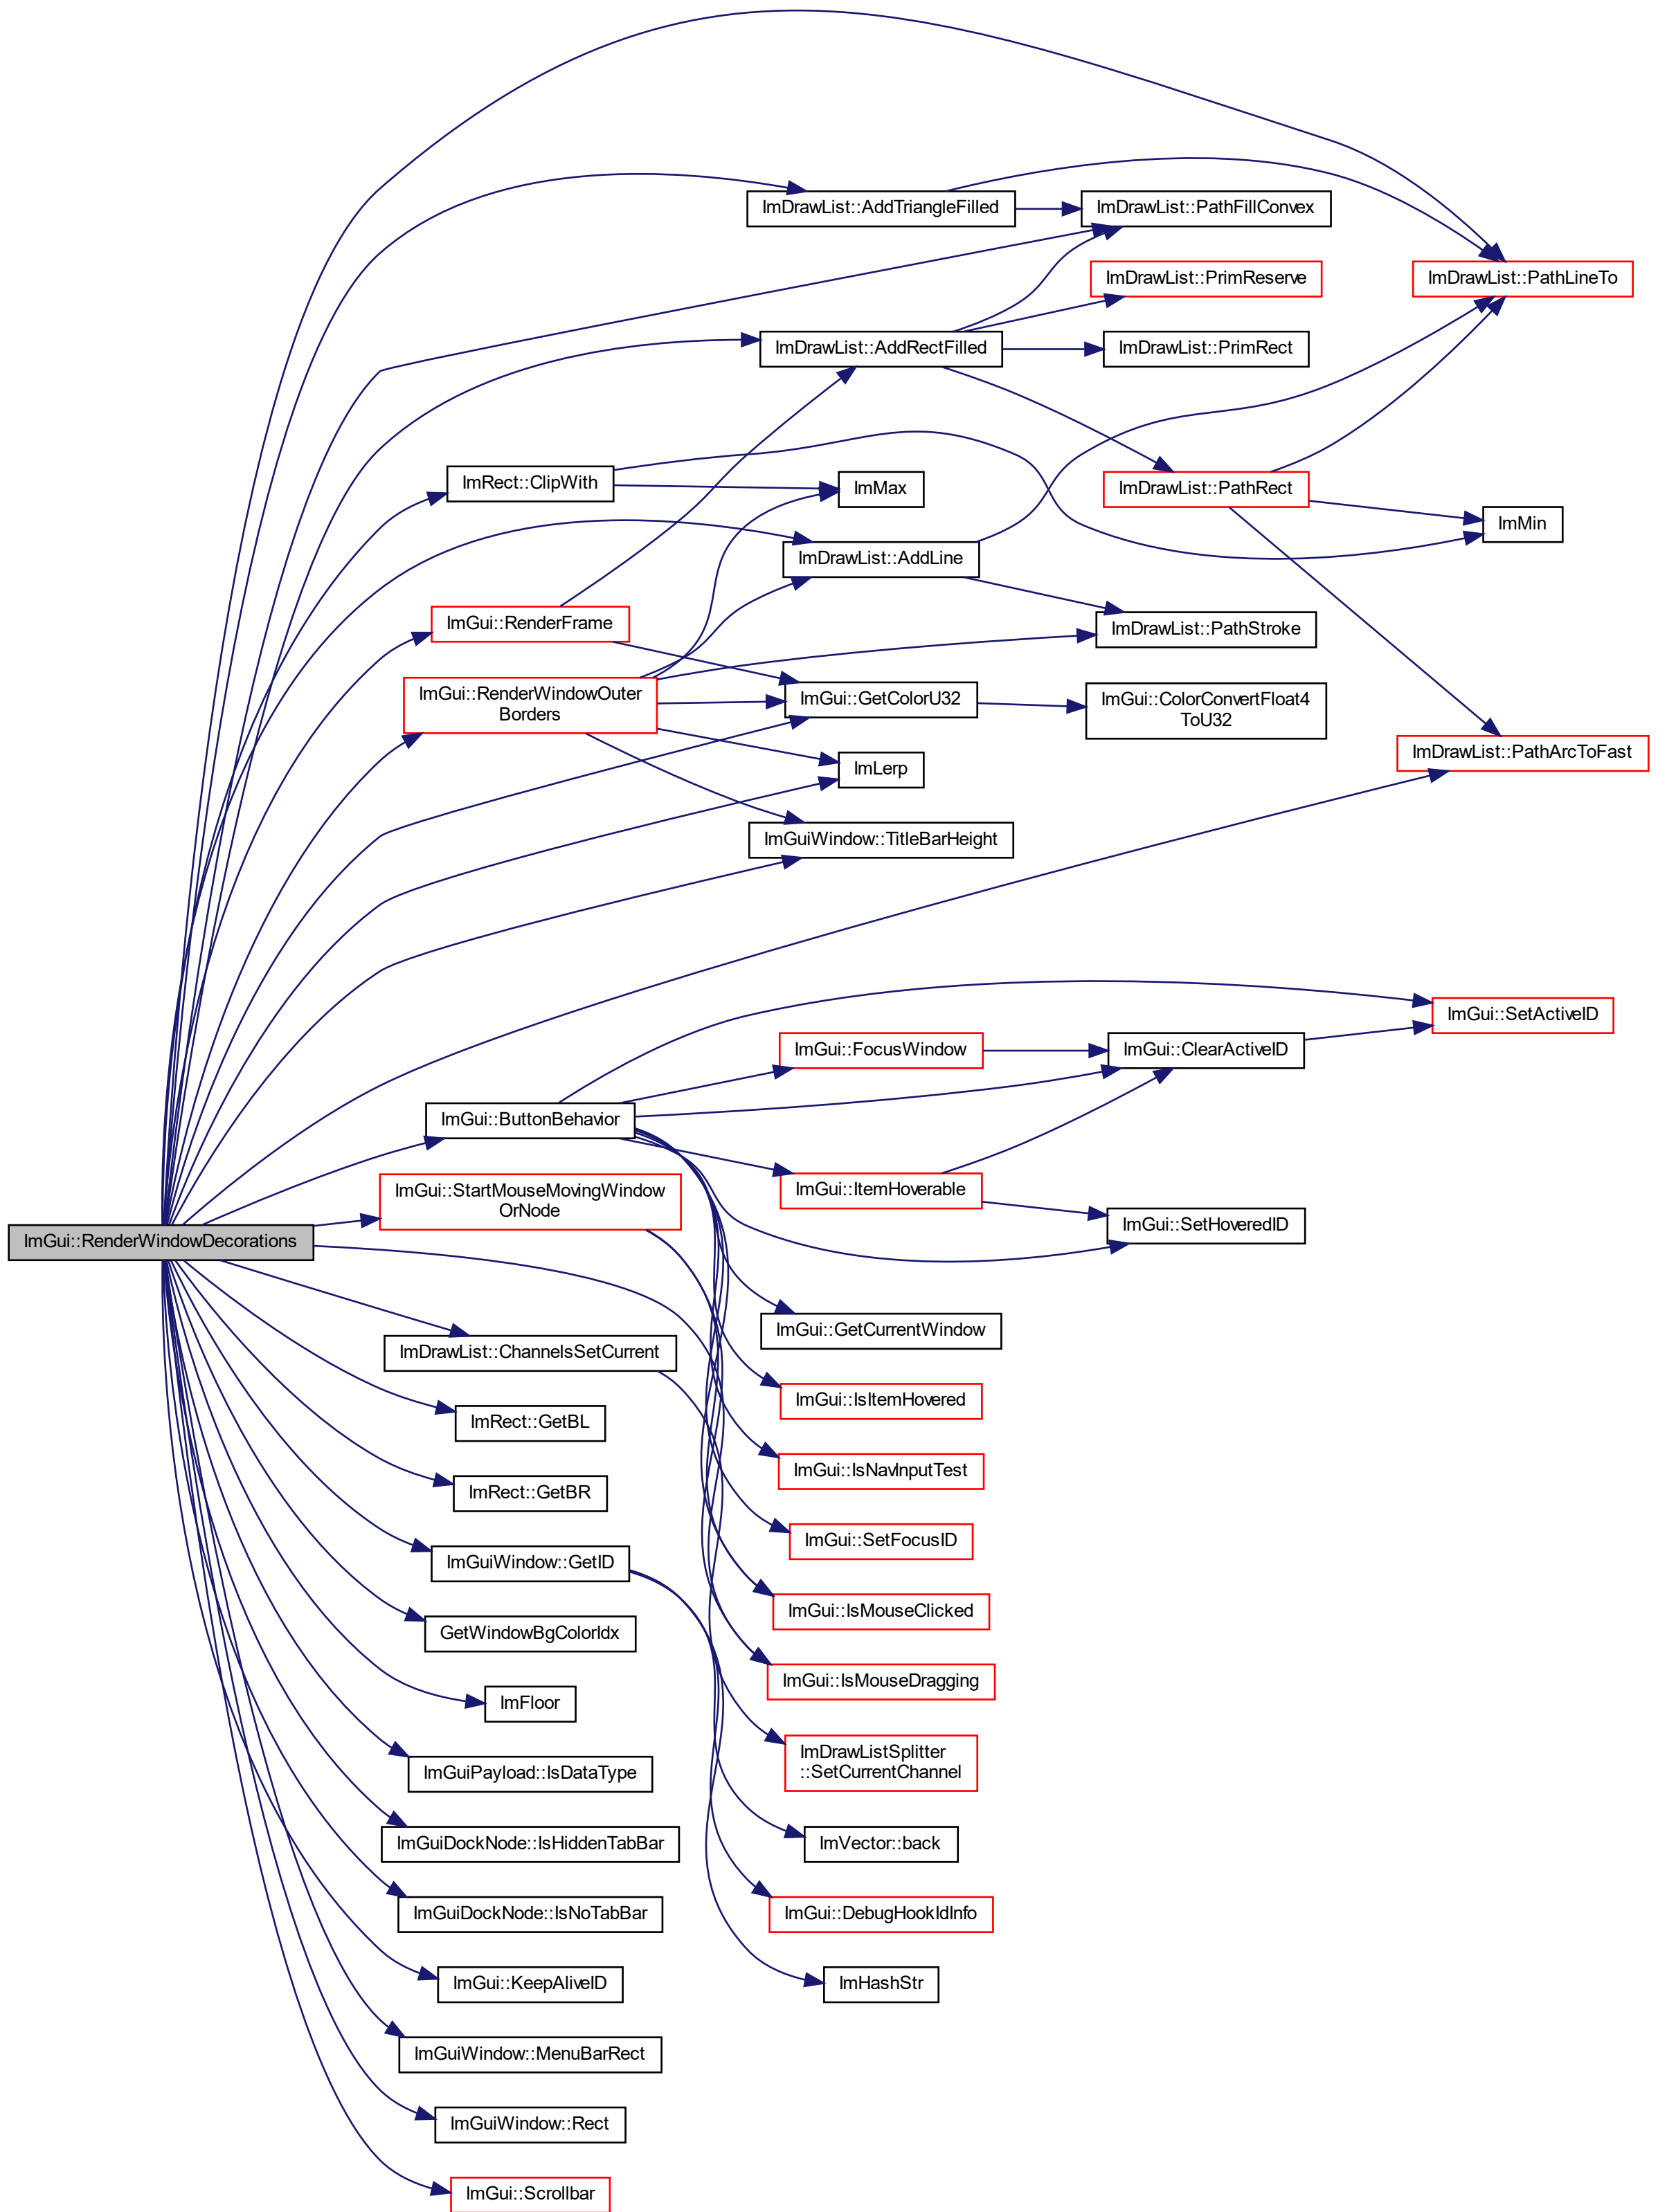 ImDrawList::AddTriangleFilled
ImDrawList::PathFillConvex
ImDrawList::PrimReserve
ImDrawList::PathLineTo
ImDrawList::AddRectFilled
ImDrawList::PrimRect
ImRect::ClipWith
ImMax
ImDrawList::PathRect
ImMin
ImDrawList::AddLine
ImGui::RenderFrame
ImDrawList::PathStroke
ImGui::RenderWindowOuter
Borders
ImGui::GetColorU32
ImGui::ColorConvertFloat4
ToU32
ImDrawList::PathArcToFast
ImLerp
ImGuiWindow::TitleBarHeight
ImGui::SetActiveID
ImGui::FocusWindow
ImGui::ClearActiveID
ImGui::ButtonBehavior
ImGui::StartMouseMovingWindow
OrNode
ImGui::ItemHoverable
ImGui::SetHoveredID
ImGui::RenderWindowDecorations
ImGui::GetCurrentWindow
ImDrawList::ChannelsSetCurrent
ImGui::IsItemHovered
ImRect::GetBL
ImGui::IsNavInputTest
ImRect::GetBR
ImGui::SetFocusID
ImGuiWindow::GetID
ImGui::IsMouseClicked
GetWindowBgColorIdx
ImGui::IsMouseDragging
ImFloor
ImDrawListSplitter
::SetCurrentChannel
ImGuiPayload::IsDataType
ImVector::back
ImGuiDockNode::IsHiddenTabBar
ImGui::DebugHookIdInfo
ImGuiDockNode::IsNoTabBar
ImHashStr
ImGui::KeepAliveID
ImGuiWindow::MenuBarRect
ImGuiWindow::Rect
ImGui::Scrollbar